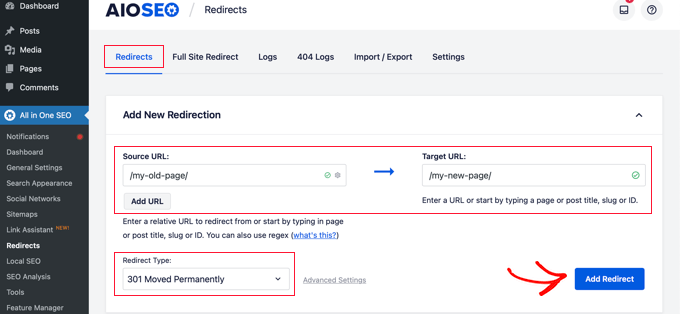 Dashboard
Posts
Media
Pages
Comments
All in One SEO
Notifications
Dashboard
General Settings
Search Appearance
Social Networks
Sitemaps
Link Assistant NEW!
Redirects
Local SEO
SEO Analysis
Tools
Feature Manager
AIOSEO / Redirects
Redirects Full Site Redirect Logs 404 Logs Import / Export Settings
Add New Redirection
Source URL: Target URL:
/my-old-page/ /my-new-page/
Add URL Enter a URL or start by typing a page or post title, slug or ID.
Enter a relative URL to redirect from or start by typing in page
or post title, slug or ID. You can also use regex (what's this?)
Redirect Type:
301 Moved Permanently Advanced Settings Add Redirect